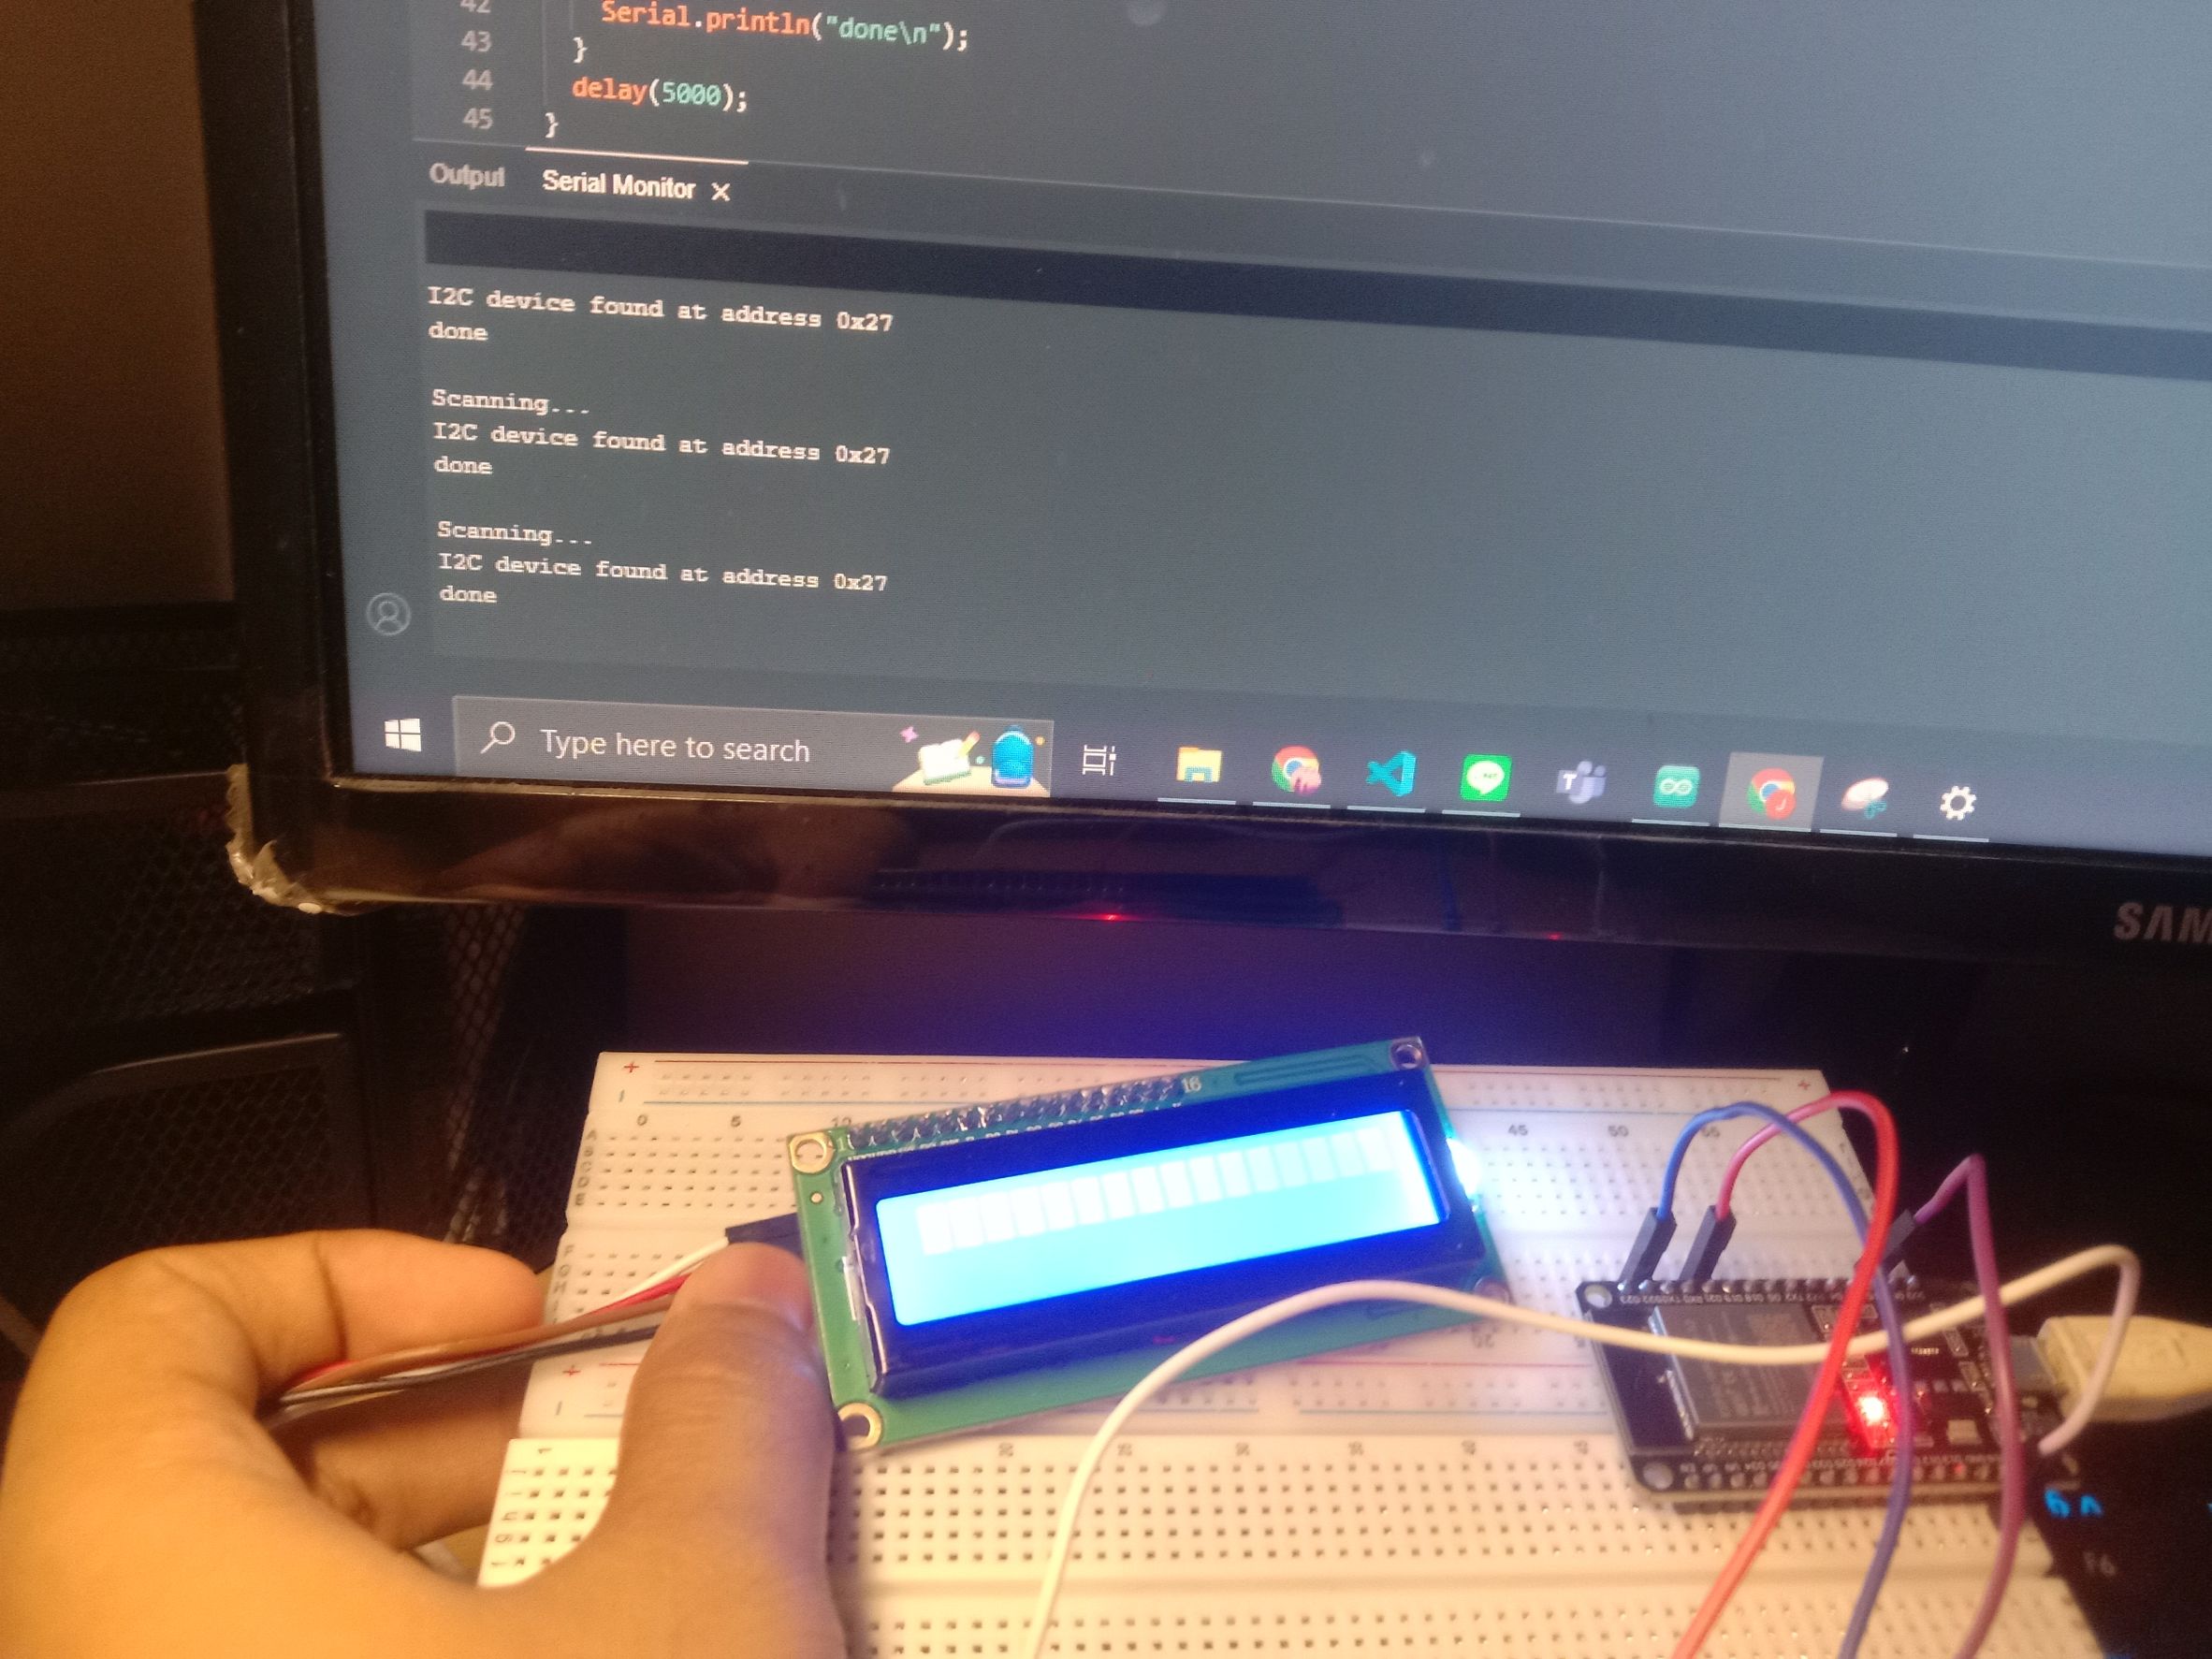 42 Serial.println("done\n");
43 }
44 delay(5000);
45 }
Output Serial Monitor X
I2C device found at address 0x27
done
Scanning...
I2C device found at address 0x27
done
Scanning...
I2C device found at address 0x27
done
Type here to search
SAM
16
+ +
0 5 10 45 50 55
A
B
C
D
E
F6